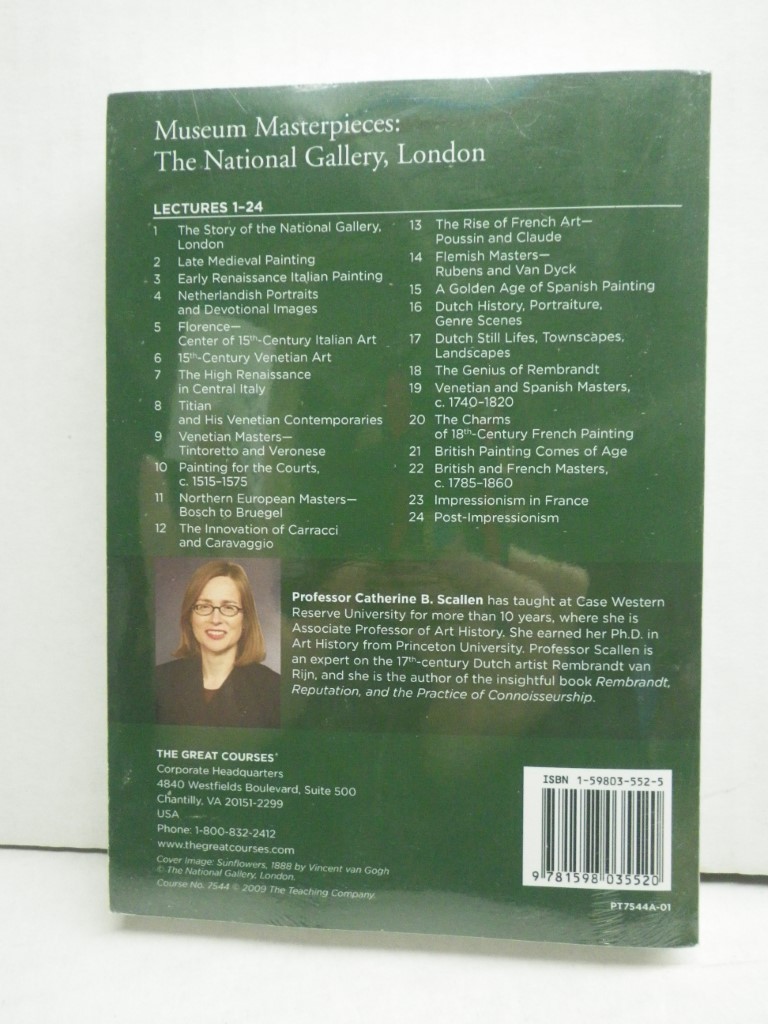 Museum Masterpieces:
The National Gallery, London
LECTURES 1–24
1 The Story of the National Gallery,
London
2 Late Medieval Painting
3 Early Renaissance Italian Painting
4 Netherlandish Portraits
and Devotional Images
5 Florence—
Center of 15th-Century Italian Art
6 15th-Century Venetian Art
7 The High Renaissance
in Central Italy
8 Titian
and His Venetian Contemporaries
9 Venetian Masters—
Tintoretto and Veronese
10 Painting for the Courts,
c. 1515–1575
11 Northern European Masters—
Bosch to Bruegel
12 The Innovation of Carracci
and Caravaggio
13 The Rise of French Art—
Poussin and Claude
14 Flemish Masters—
Rubens and Van Dyck
15 A Golden Age of Spanish Painting
16 Dutch History, Portraiture,
Genre Scenes
17 Dutch Still Lifes, Townscapes,
Landscapes
18 The Genius of Rembrandt
19 Venetian and Spanish Masters,
c. 1740–1820
20 The Charms
of 18th-Century French Painting
21 British Painting Comes of Age
22 British and French Masters,
c. 1785–1860
23 Impressionism in France
24 Post-Impressionism
Professor Catherine B. Scallen has taught at Case Western
Reserve University for more than 10 years, where she is
Associate Professor of Art History. She earned her Ph.D. in
Art History from Princeton University. Professor Scallen is
an expert on the 17th-century Dutch artist Rembrandt van
Rijn, and she is the author of the insightful book Rembrandt,
Reputation, and the Practice of Connoisseurship.
THE GREAT COURSES®
Corporate Headquarters
4840 Westfields Boulevard, Suite 500
Chantilly, VA 20151-2299
USA
Phone: 1-800-832-2412
www.thegreatcourses.com
Cover Image: Sunflowers, 1888 by Vincent van Gogh
© The National Gallery, London.
Course No. 7544 © 2009 The Teaching Company.
ISBN 1-59803-552-5
9 781598 035520
PT7544A-01